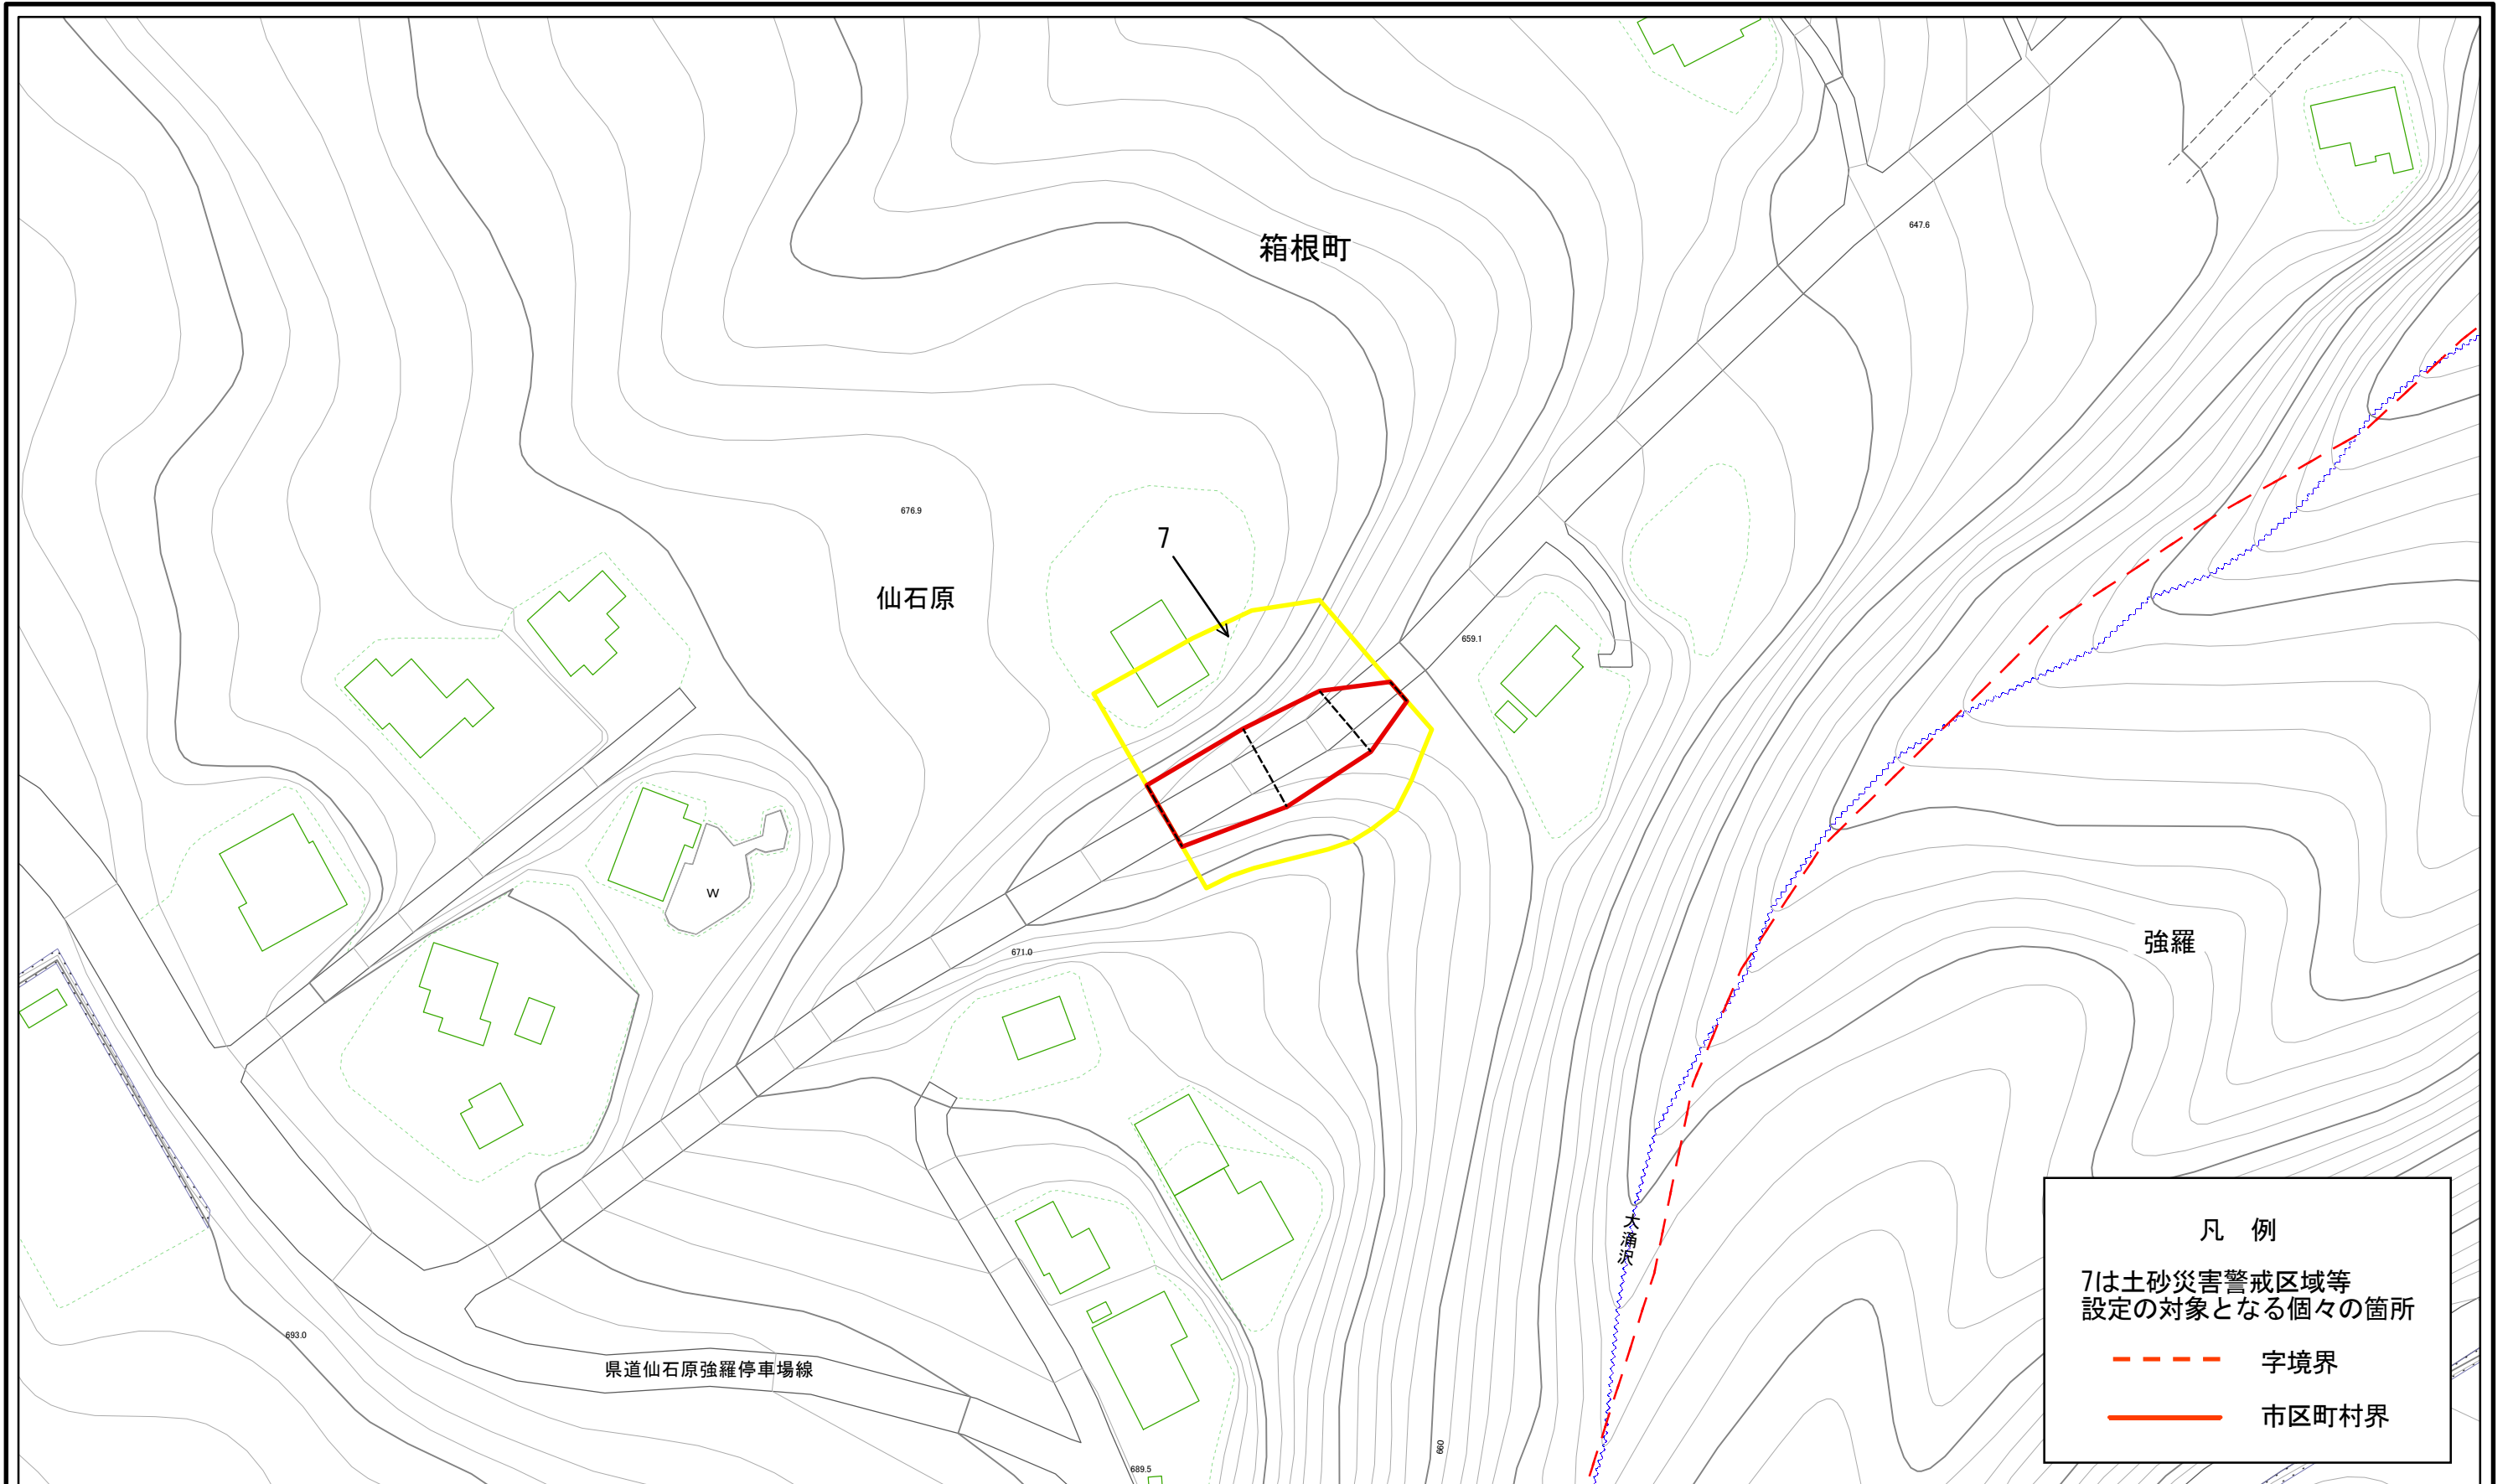 箱根町
647.6
676.9
7
仙石原
659.1
W
671.0
強羅
大涌沢
693.0
県道仙石原強羅停車場線
660
689.5
凡 例
7は土砂災害警戒区域等
設定の対象となる個々の箇所
字境界
市区町村界